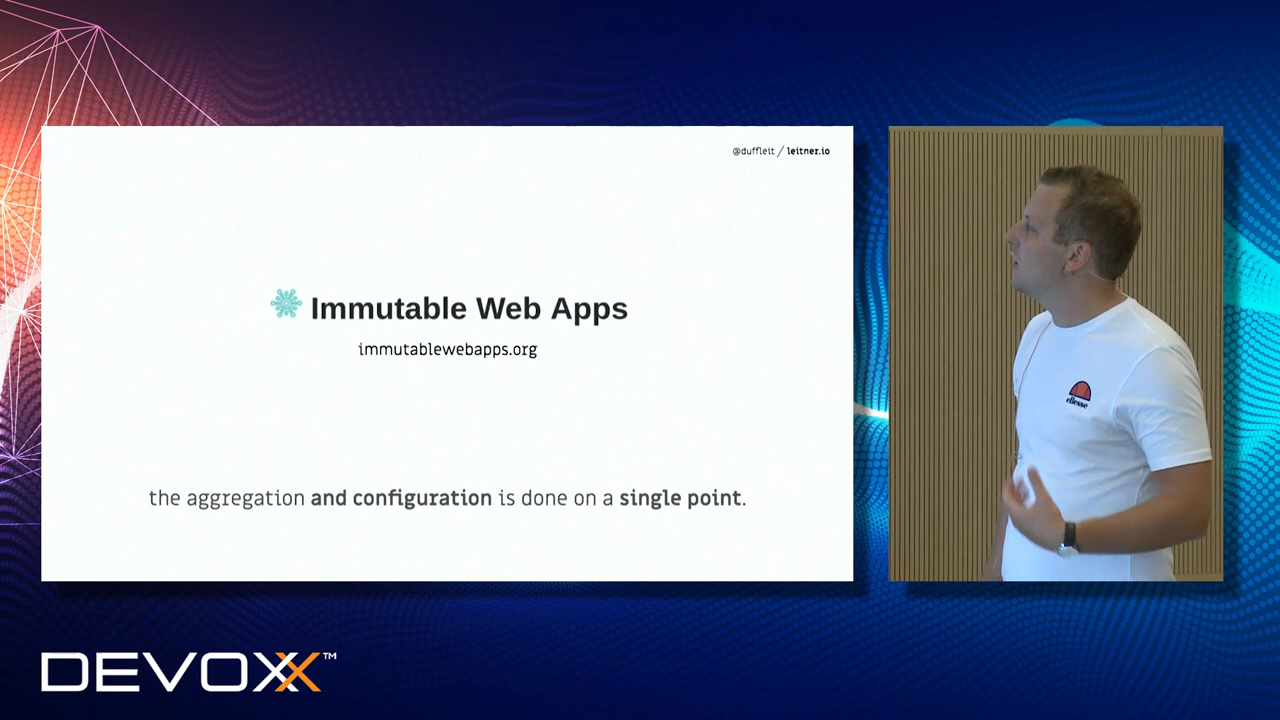 @duffleit / leitner.io
Immutable Web Apps
immutablewebapps.org
the aggregation and configuration is done on a single point.
ellesse
DEVOXX™